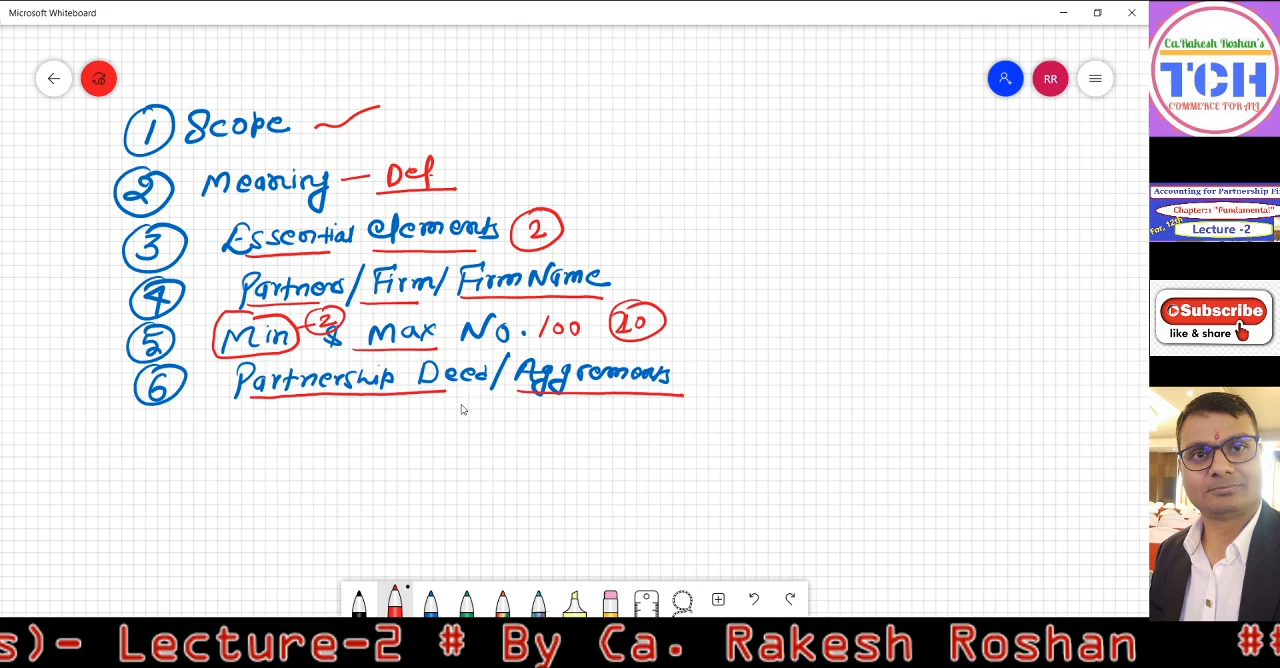 Microsoft Whiteboard
RR
① Scope
② Meaning — Def
③ Essential elements ②
④ Partners/Firm/Firm Name
⑤ Min - 2 & Max No. 100 20
⑥ Partnership Deed/Aggrements
Ca.Rakesh Roshan's
TCH
COMMERCE FOR ALL
Accounting for Partnership Fi
Chapter:1 "Fundamental"
For. 12th
Lecture -2
Subscribe
like & share
s)- Lecture-2 # By Ca. Rakesh Roshan ##